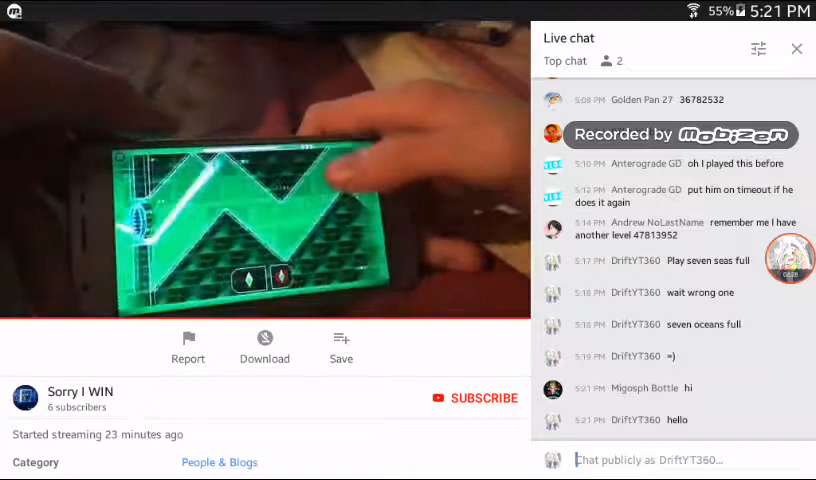 55% 5:21 PM
Live chat
Top chat 2
5:08 PM Golden Pan 27 36782532
Recorded by mobizen
5:10 PM Anterograde GD oh I played this before
5:12 PM Anterograde GD put him on timeout if he
does it again
5:14 PM Andrew NoLastName remember me I have
another level 47813952
5:17 PM DriftYT360 Play seven seas full
02:28
5:18 PM DriftYT360 wait wrong one
5:18 PM DriftYT360 seven oceans full
5:19 PM DriftYT360 =)
5:21 PM Migosph Bottle hi
5:21 PM DriftYT360 hello
Chat publicly as DriftYT360...
Report Download Save
Sorry I WIN
6 subscribers
SUBSCRIBE
Started streaming 23 minutes ago
Category People & Blogs